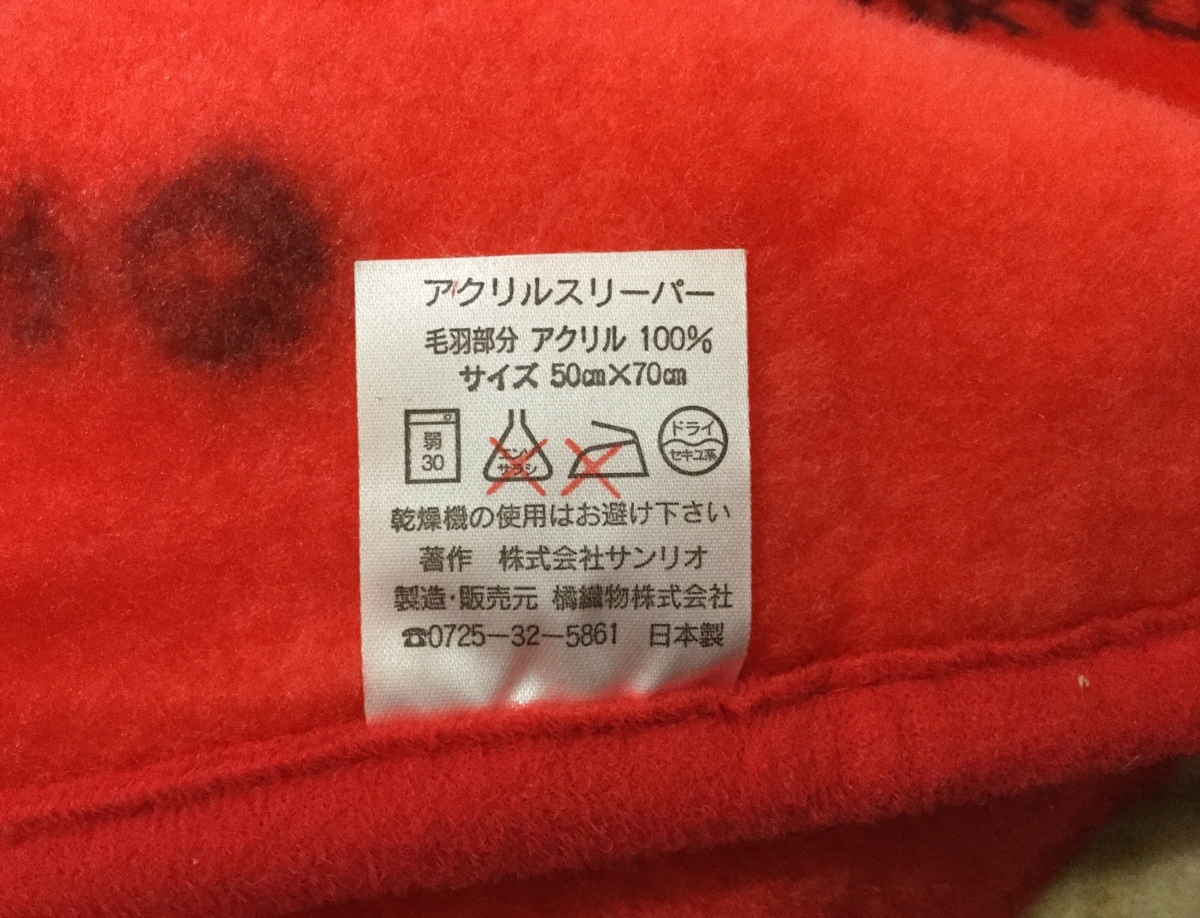 アクリルスリーパー
毛羽部分 アクリル 100%
サイズ 50㎝×70㎝
弱
30
エンソ
サラシ
ドライ
セキユ系
乾燥機の使用はお避け下さい
著作 株式会社サンリオ
製造・販売元 橘織物株式会社
☎0725-32-5861 日本製